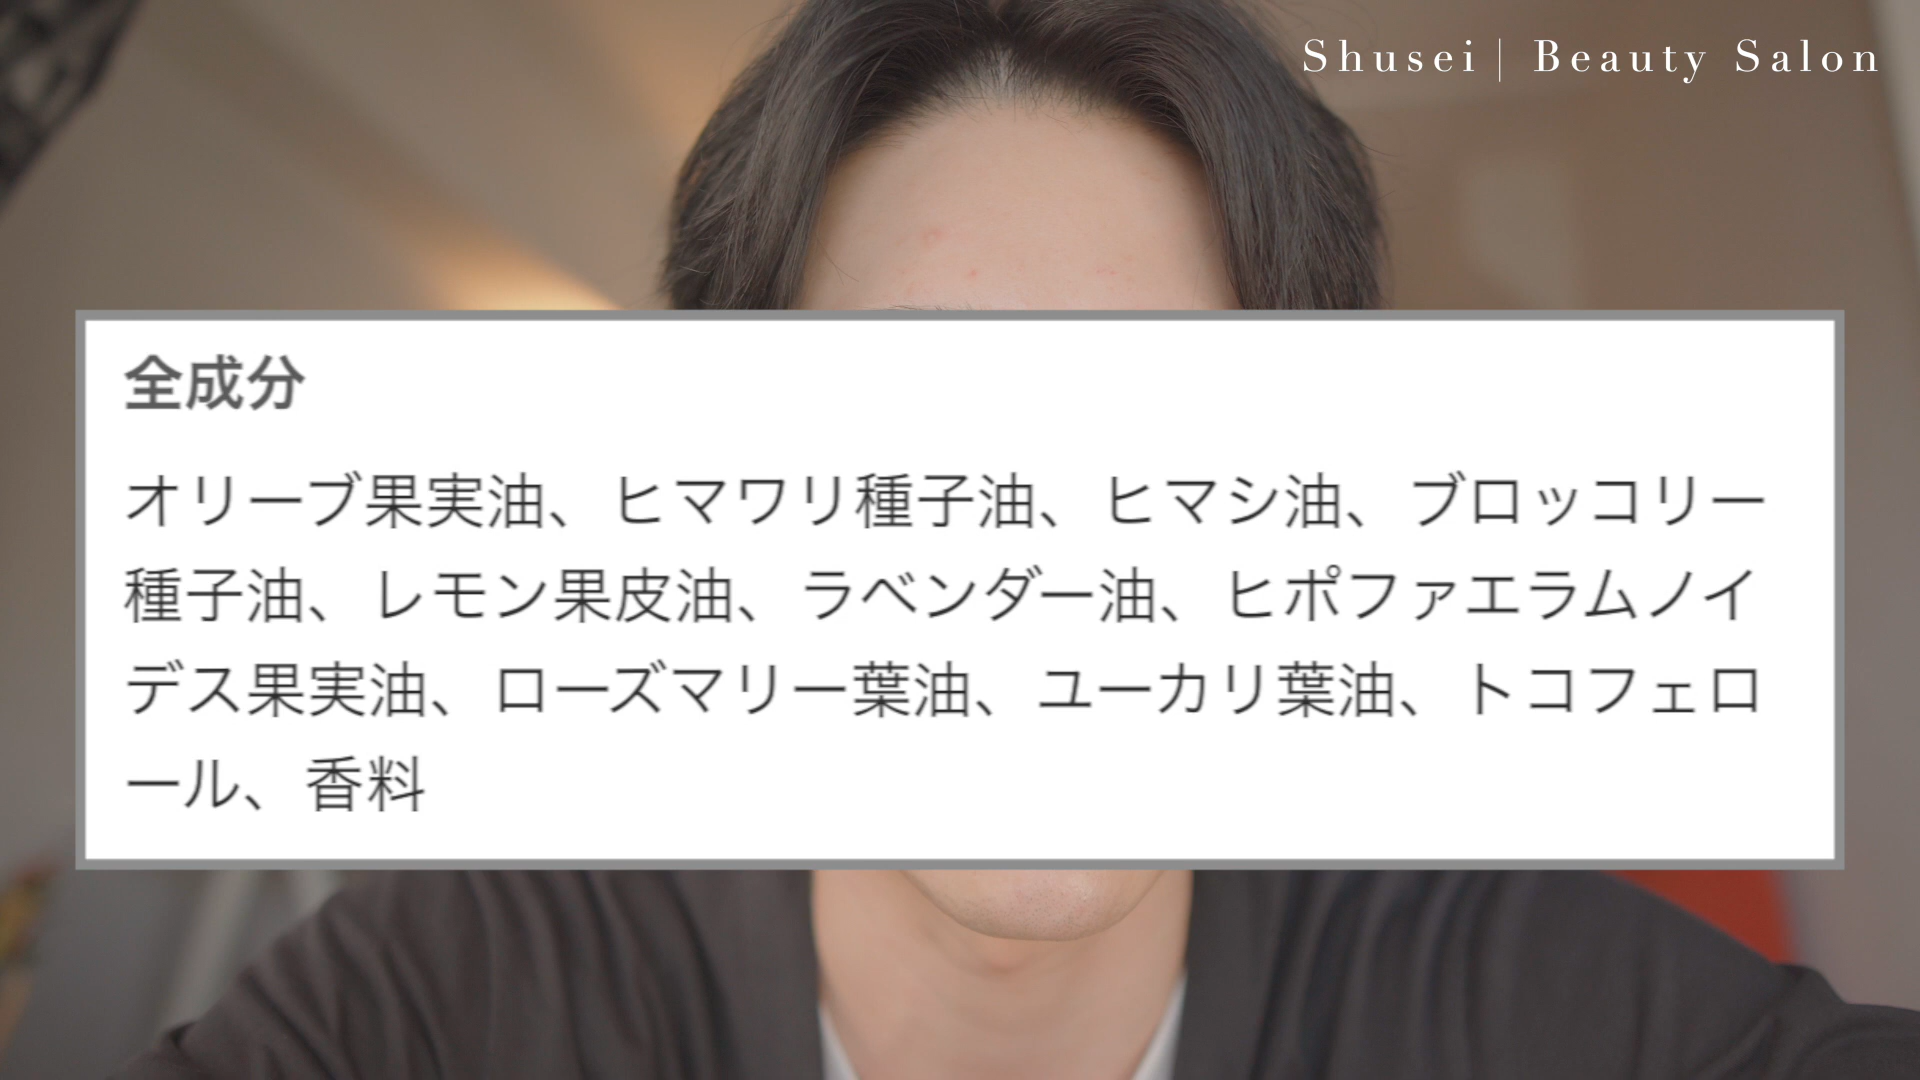 Shusei | Beauty Salon
全成分
オリーブ果実油、ヒマワリ種子油、ヒマシ油、ブロッコリー
種子油、レモン果皮油、ラベンダー油、ヒポファエラムノイ
デス果実油、ローズマリー葉油、ユーカリ葉油、トコフェロ
ール、香料